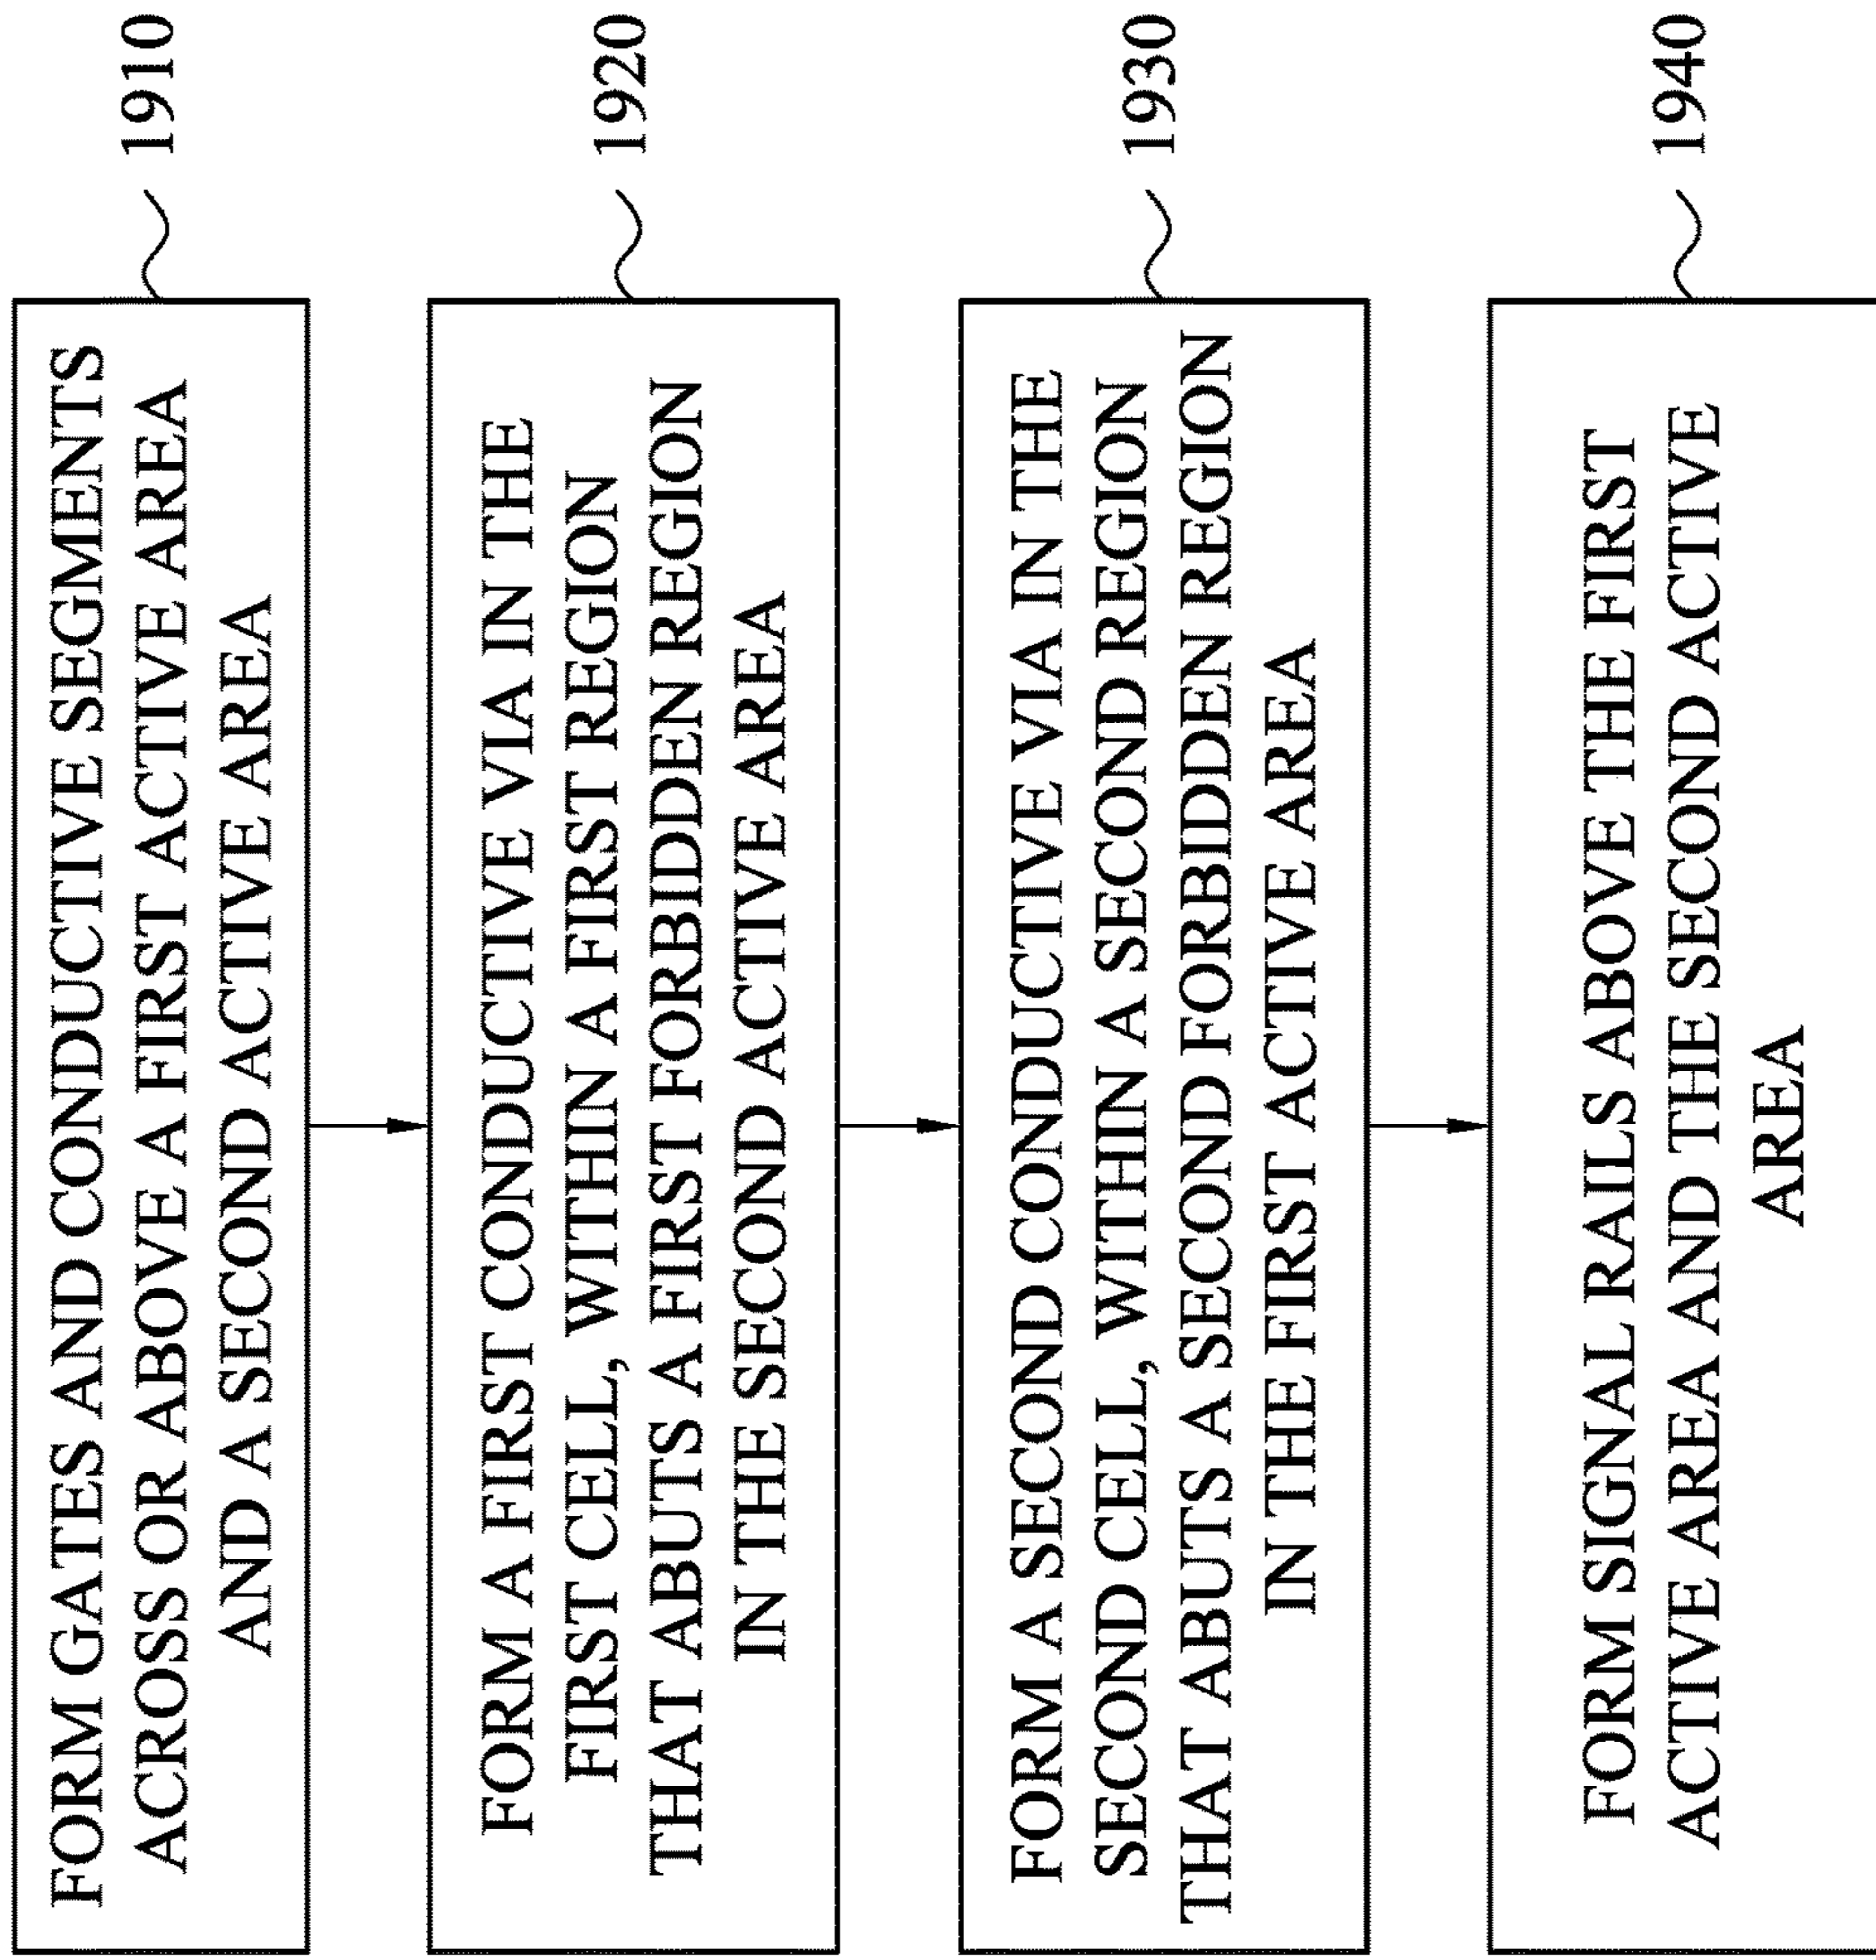 FORM GATES AND CONDUCTIVE SEGMENTS
ACROSS OR ABOVE A FIRST ACTIVE AREA
AND A SECOND ACTIVE AREA
1910
FORM A FIRST CONDUCTIVE VIA IN THE
FIRST CELL, WITHIN A FIRST REGION
THAT ABUTS A FIRST FORBIDDEN REGION
IN THE SECOND ACTIVE AREA
1920
FORM A SECOND CONDUCTIVE VIA IN THE
SECOND CELL, WITHIN A SECOND REGION
THAT ABUTS A SECOND FORBIDDEN REGION
IN THE FIRST ACTIVE AREA
1930
FORM SIGNAL RAILS ABOVE THE FIRST
ACTIVE AREA AND THE SECOND ACTIVE
AREA
1940